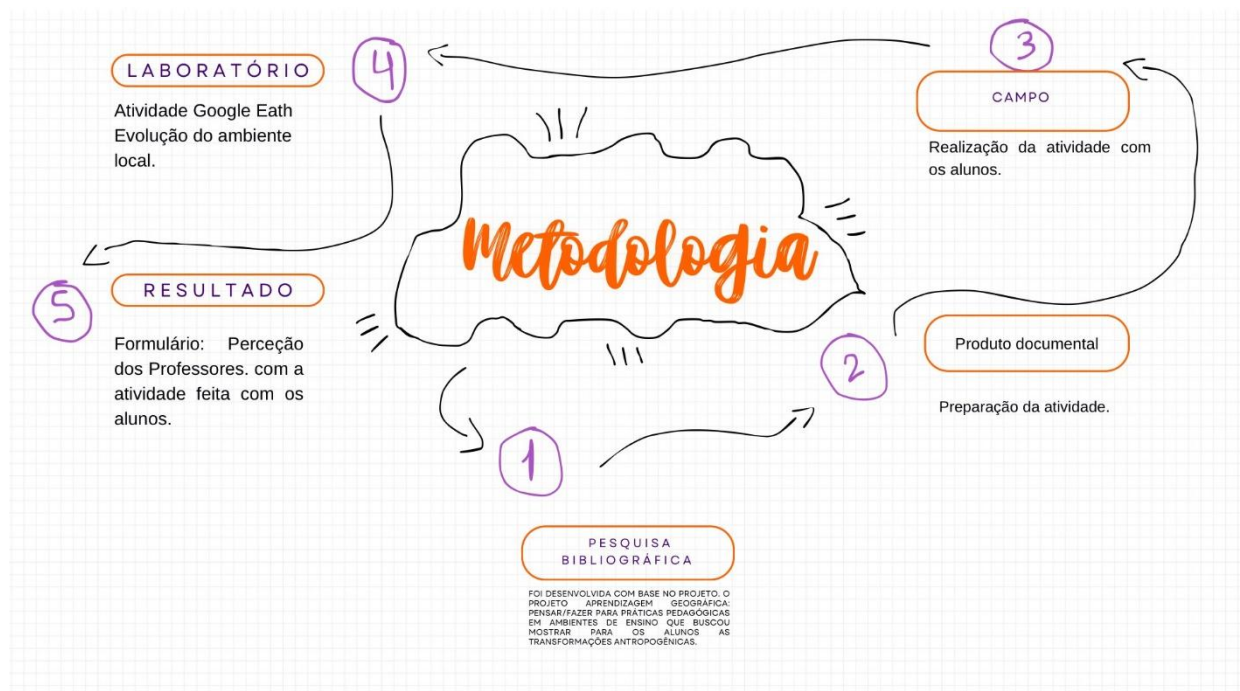 Metodologia
1
PESQUISA
BIBLIOGRÁFICA
FOI DESENVOLVIDA COM BASE NO PROJETO. O
PROJETO APRENDIZAGEM GEOGRÁFICA:
PENSAR/FAZER PARA PRÁTICAS PEDAGÓGICAS
EM AMBIENTES DE ENSINO QUE BUSCOU
MOSTRAR PARA OS ALUNOS AS
TRANSFORMAÇÕES ANTROPOGÊNICAS.
2
Produto documental
Preparação da atividade.
3
CAMPO
Realização da atividade com
os alunos.
4
LABORATÓRIO
Atividade Google Eath
Evolução do ambiente
local.
5
RESULTADO
Formulário: Perceção
dos Professores. com a
atividade feita com os
alunos.